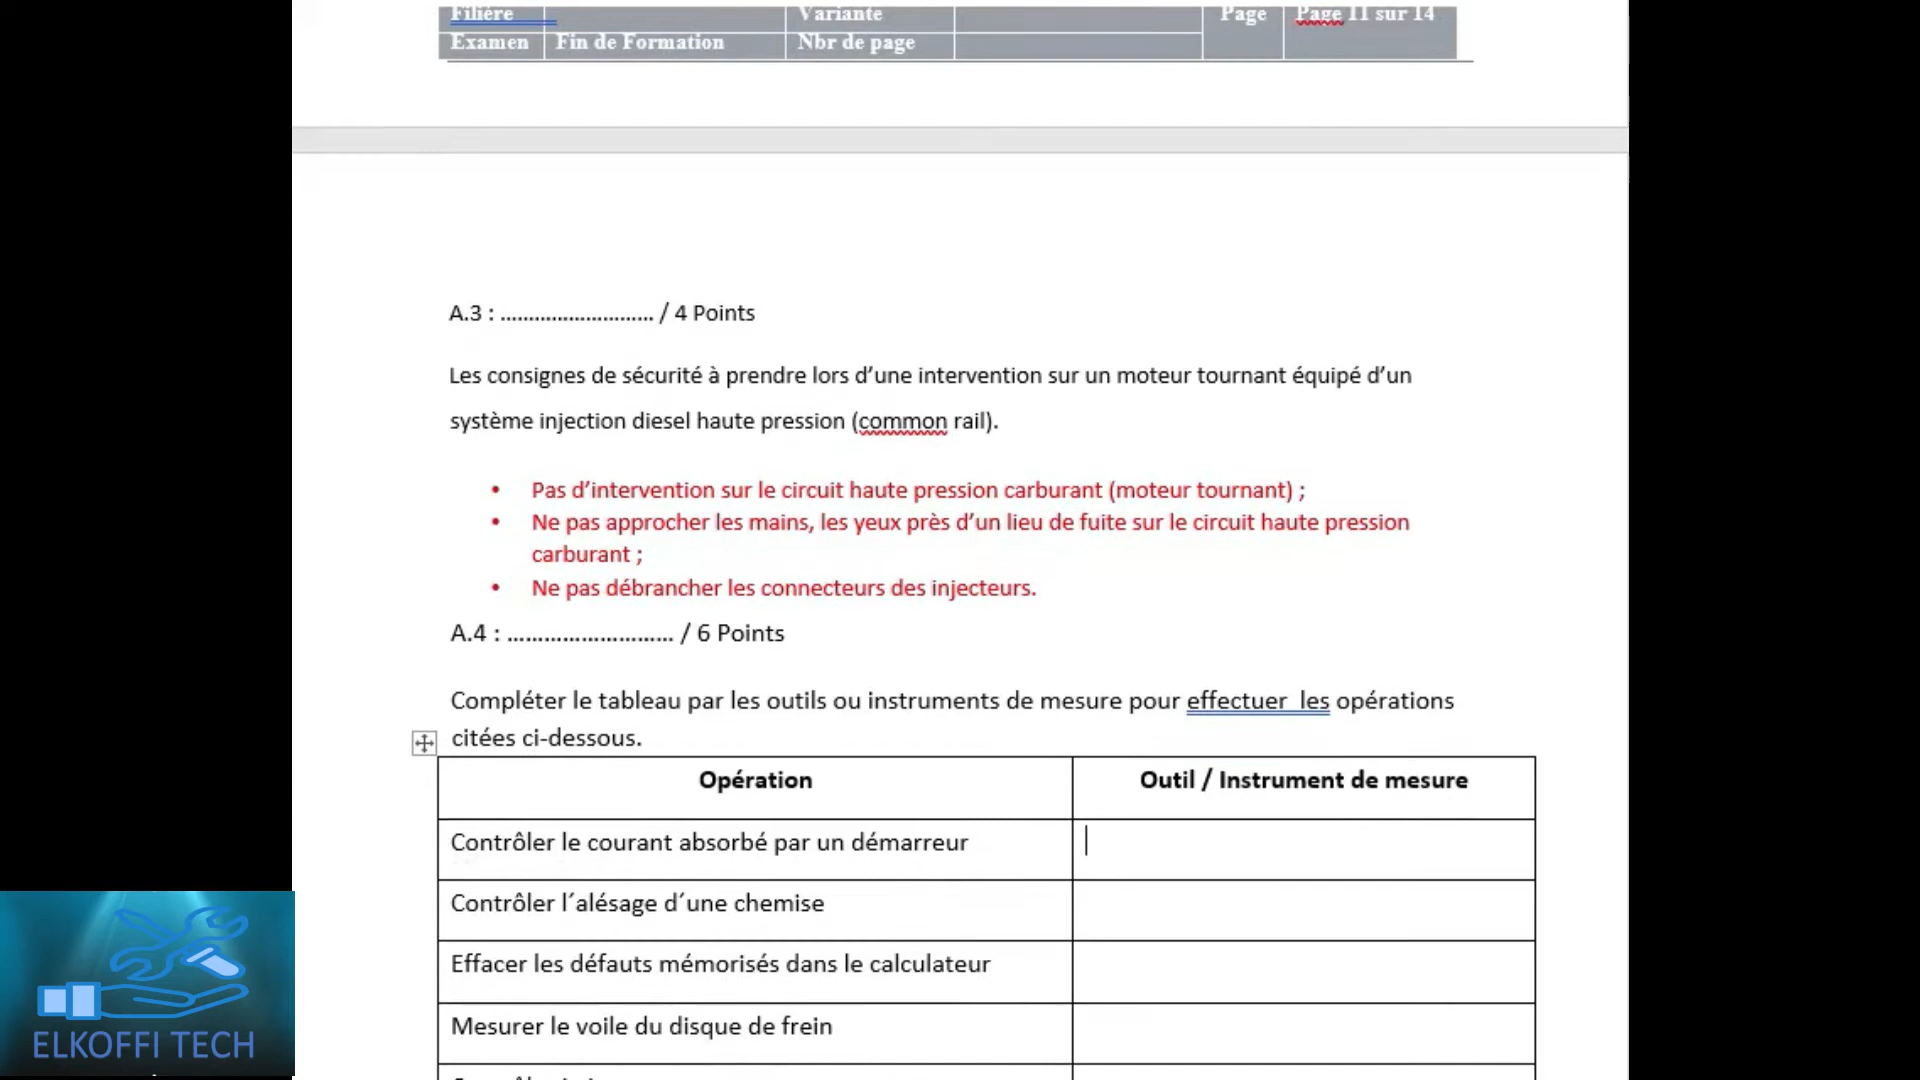 Filière Variante Page Page 11 sur 14
Examen Fin de Formation Nbr de page
A.3 : ........................... / 4 Points
Les consignes de sécurité à prendre lors d’une intervention sur un moteur tournant équipé d’un
système injection diesel haute pression (common rail).
• Pas d’intervention sur le circuit haute pression carburant (moteur tournant) ;
• Ne pas approcher les mains, les yeux près d’un lieu de fuite sur le circuit haute pression
carburant ;
• Ne pas débrancher les connecteurs des injecteurs.
A.4 : ........................... / 6 Points
Compléter le tableau par les outils ou instruments de mesure pour effectuer les opérations
citées ci-dessous.
Opération Outil / Instrument de mesure
Contrôler le courant absorbé par un démarreur
Contrôler l´alésage d´une chemise
Effacer les défauts mémorisés dans le calculateur
Mesurer le voile du disque de frein
ELKOFFI TECH